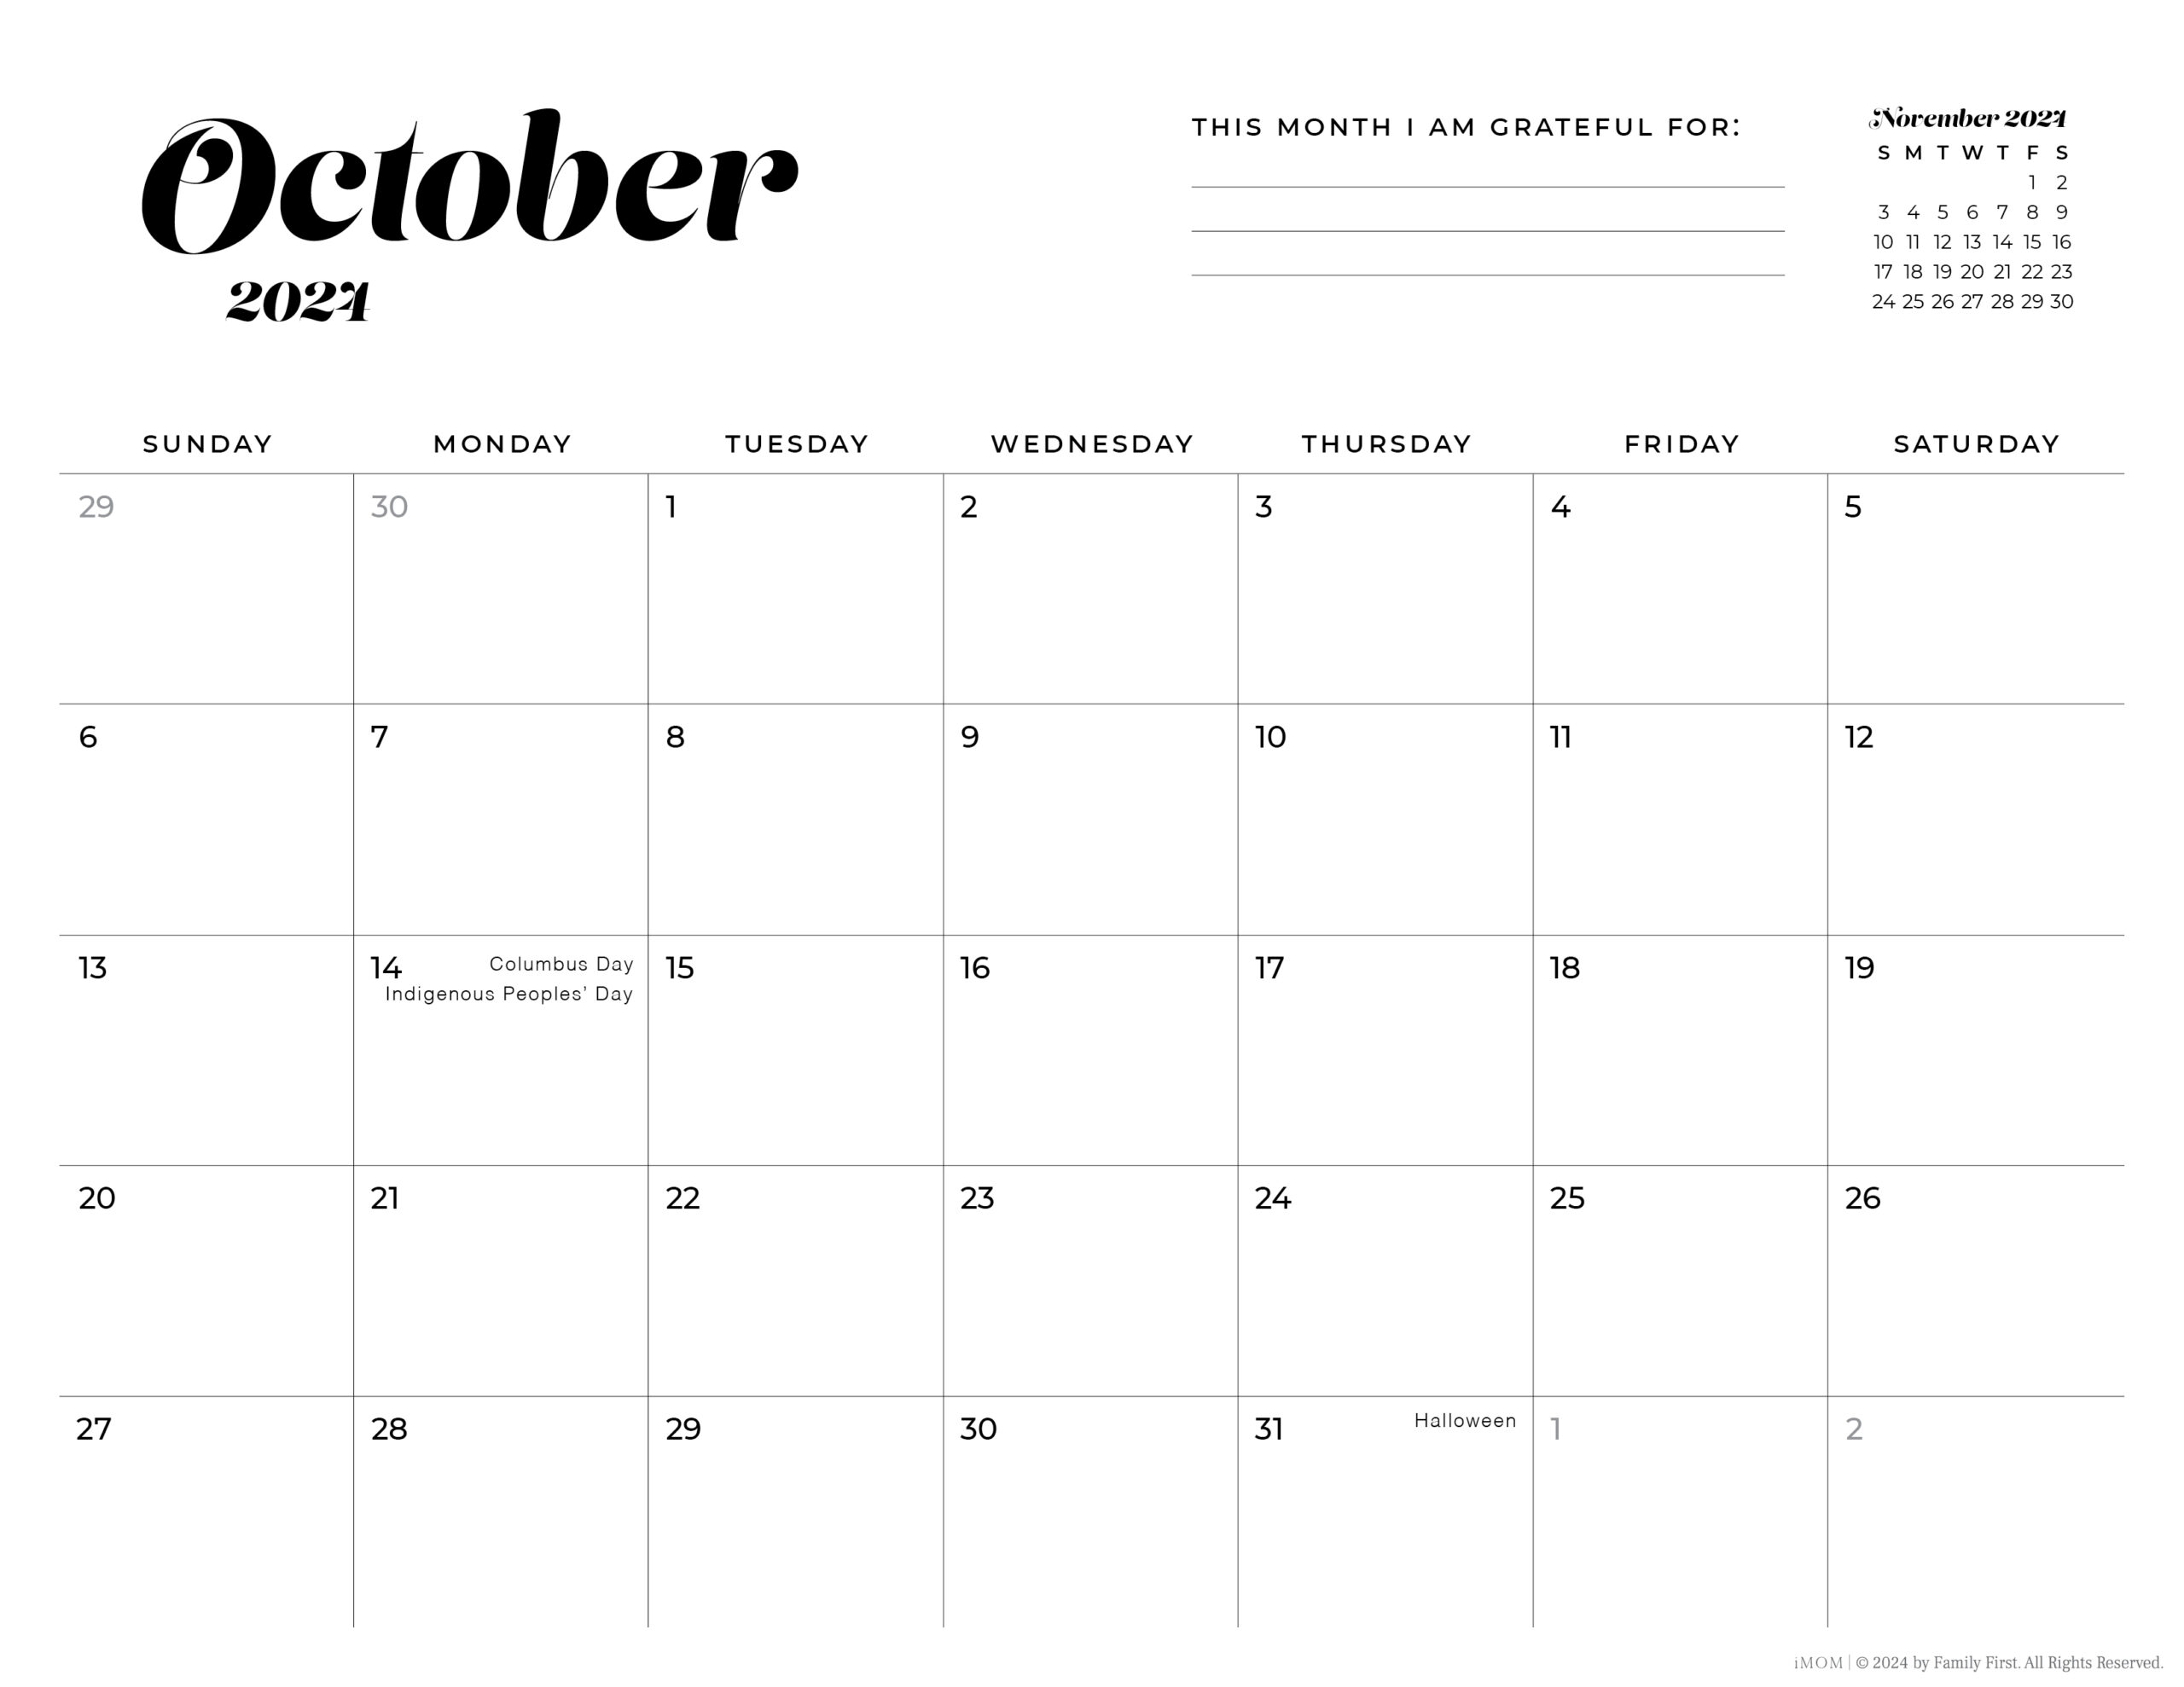 October
2024
THIS MONTH I AM GRATEFUL FOR:
November 2024
S M T W T F S
1 2
3 4 5 6 7 8 9
10 11 12 13 14 15 16
17 18 19 20 21 22 23
24 25 26 27 28 29 30
SUNDAY MONDAY TUESDAY WEDNESDAY THURSDAY FRIDAY SATURDAY
29 30 1 2 3 4 5
6 7 8 9 10 11 12
13 14 Columbus Day 15 16 17 18 19
Indigenous Peoples’ Day
20 21 22 23 24 25 26
27 28 29 30 31 Halloween 1 2
iMOM | © 2024 by Family First. All Rights Reserved.